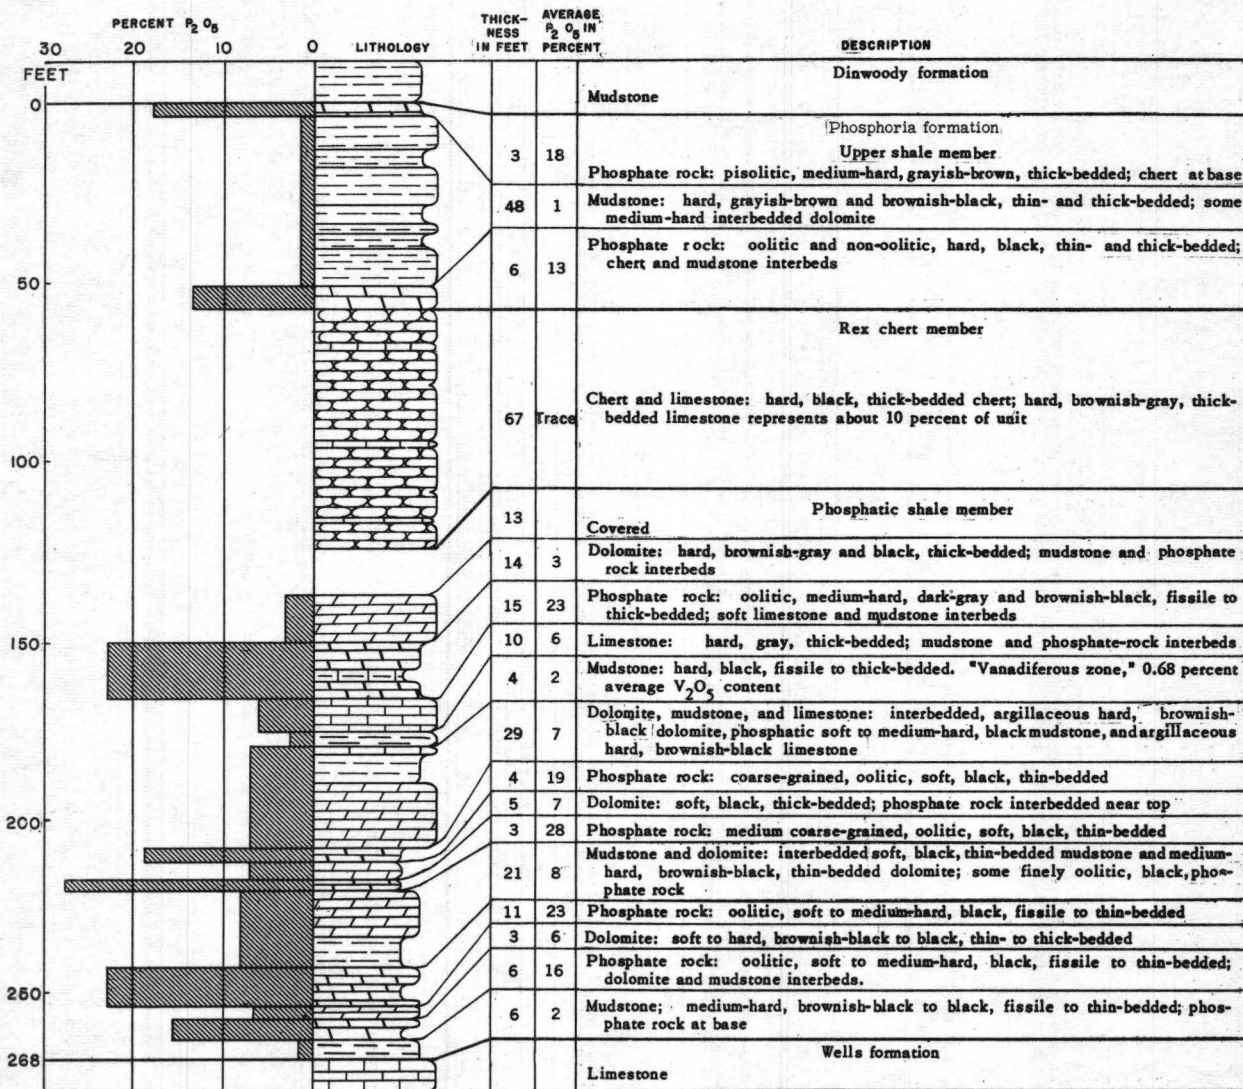 PERCENT P2O5
THICK-
NESS
IN FEET
AVERAGE
P2O5 IN
PERCENT
30 20 10 0 LITHOLOGY DESCRIPTION
FEET
0
50
100
150
200
250
268
Dinwoody formation
Mudstone
Phosphoria formation
Upper shale member
3 18 Phosphate rock: pisolitic, medium-hard, grayish-brown, thick-bedded; chert at base
48 1 Mudstone: hard, grayish-brown and brownish-black, thin- and thick-bedded; some
medium-hard interbedded dolomite
6 13 Phosphate rock: oolitic and non-oolitic, hard, black, thin- and thick-bedded;
chert and mudstone interbeds
Rex chert member
67 Trace Chert and limestone: hard, black, thick-bedded chert; hard, brownish-gray, thick-
bedded limestone represents about 10 percent of unit
Phosphatic shale member
13 Covered
14 3 Dolomite: hard, brownish-gray and black, thick-bedded; mudstone and phosphate
rock interbeds
15 23 Phosphate rock: oolitic, medium-hard, dark-gray and brownish-black, fissile to
thick-bedded; soft limestone and mudstone interbeds
10 6 Limestone: hard, gray, thick-bedded; mudstone and phosphate-rock interbeds
4 2 Mudstone: hard, black, fissile to thick-bedded. "Vanadiferous zone," 0.68 percent
average V2O5 content
29 7 Dolomite, mudstone, and limestone: interbedded, argillaceous hard, brownish-
black dolomite, phosphatic soft to medium-hard, black mudstone, and argillaceous
hard, brownish-black limestone
4 19 Phosphate rock: coarse-grained, oolitic, soft, black, thin-bedded
5 7 Dolomite: soft, black, thick-bedded; phosphate rock interbedded near top
3 28 Phosphate rock: medium coarse-grained, oolitic, soft, black, thin-bedded
21 8 Mudstone and dolomite: interbedded soft, black, thin-bedded mudstone and medium-
hard, brownish-black, thin-bedded dolomite; some finely oolitic, black, phos-
phate rock
11 23 Phosphate rock: oolitic, soft to medium-hard, black, fissile to thin-bedded
3 6 Dolomite: soft to hard, brownish-black to black, thin- to thick-bedded
6 16 Phosphate rock: oolitic, soft to medium-hard, black, fissile to thin-bedded;
dolomite and mudstone interbeds.
6 2 Mudstone; medium-hard, brownish-black to black, fissile to thin-bedded; phos-
phate rock at base
Wells formation
Limestone